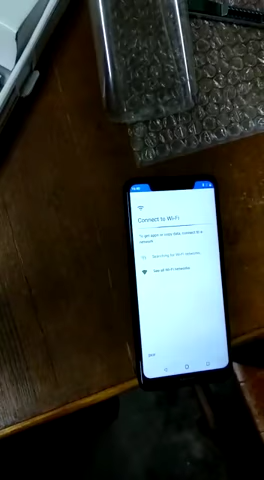 Connect to Wi-Fi
To get apps or copy data, connect to a
network
Searching for Wi-Fi networks…
See all Wi-Fi networks
Skip